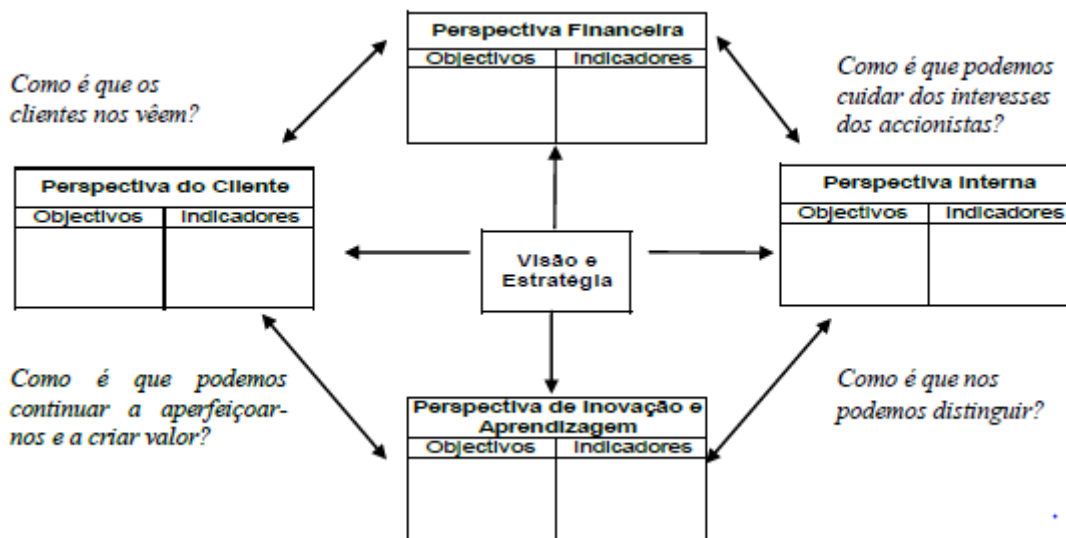 Perspectiva Financeira
Objectivos Indicadores
Como é que os
clientes nos vêem?
Como é que podemos
cuidar dos interesses
dos accionistas?
Perspectiva do Cliente
Objectivos Indicadores
Visão e
Estratégia
Perspectiva Interna
Objectivos Indicadores
Como é que podemos
continuar a aperfeiçoar-
nos e a criar valor?
Como é que nos
podemos distinguir?
Perspectiva de Inovação e
Aprendizagem
Objectivos Indicadores